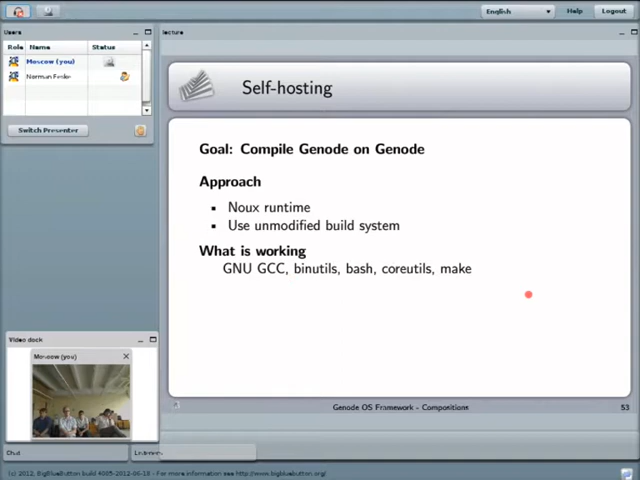 English
Help
Logout
Users
Role Name Status
Moscow (you)
Norman Feske
Switch Presenter
lecture
Self-hosting
Goal: Compile Genode on Genode
Approach
Noux runtime
Use unmodified build system
What is working
GNU GCC, binutils, bash, coreutils, make
Genode OS Framework - Compositions
53
Video dock
Moscow (you)
Chat
Listeners
(c) 2012, BigBlueButton build 4085-2012-06-15 - For more information see http://www.bigbluebutton.org/